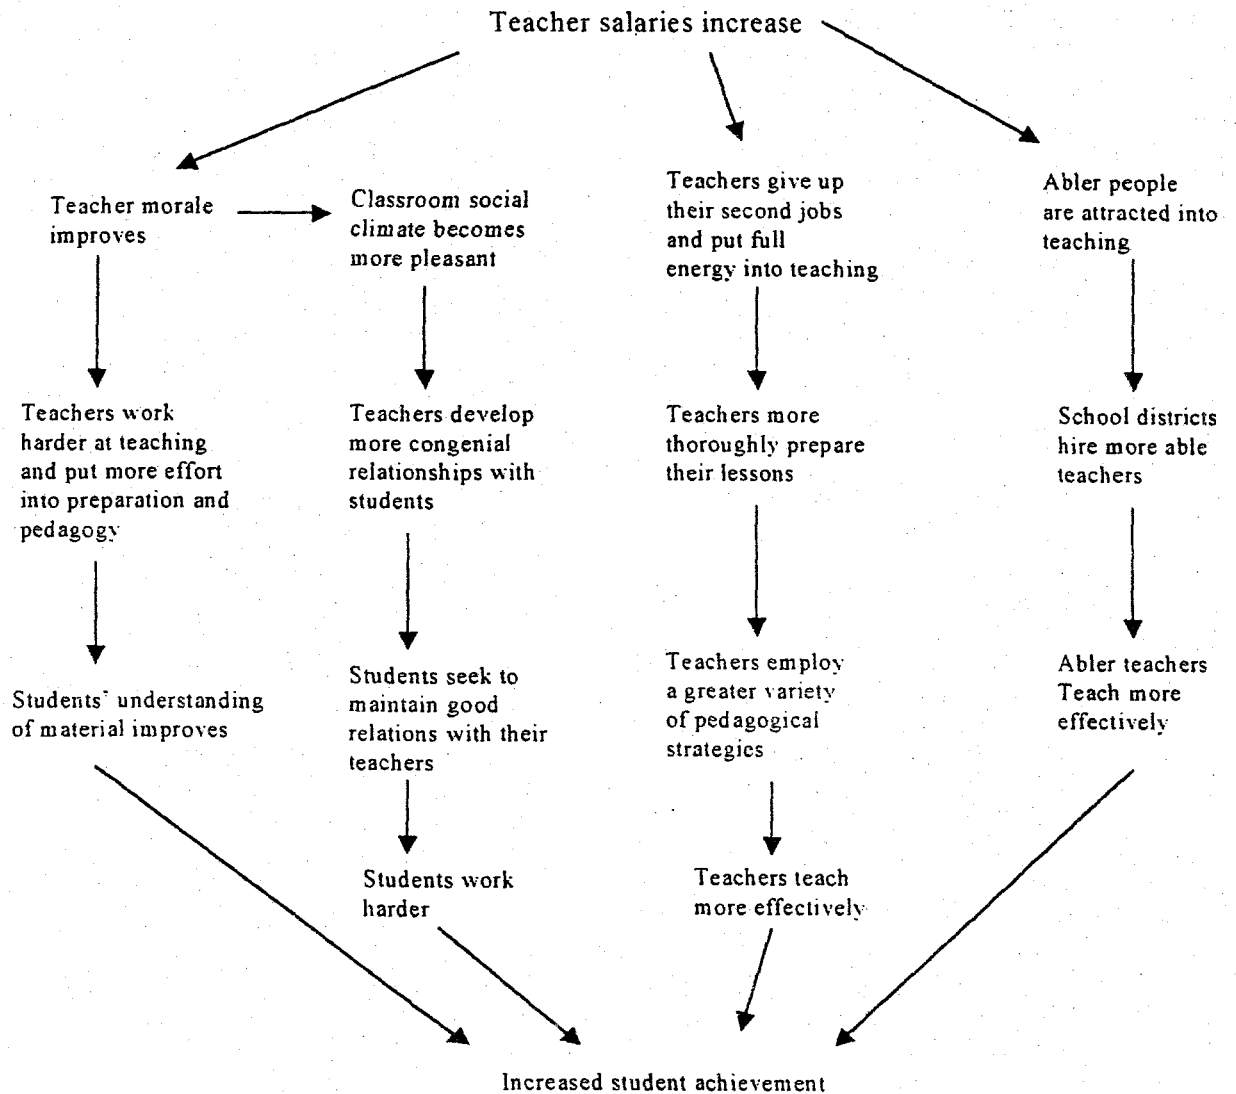 Teacher salaries increase
Teacher morale
improves
Classroom social
climate becomes
more pleasant
Teachers give up
their second jobs
and put full
energy into teaching
Abler people
are attracted into
teaching
Teachers work
harder at teaching
and put more effort
into preparation and
pedagogy
Teachers develop
more congenial
relationships with
students
Teachers more
thoroughly prepare
their lessons
School districts
hire more able
teachers
Students' understanding
of material improves
Students seek to
maintain good
relations with their
teachers
Teachers employ
a greater variety
of pedagogical
strategies
Abler teachers
Teach more
effectively
Students work
harder
Teachers teach
more effectively
Increased student achievement